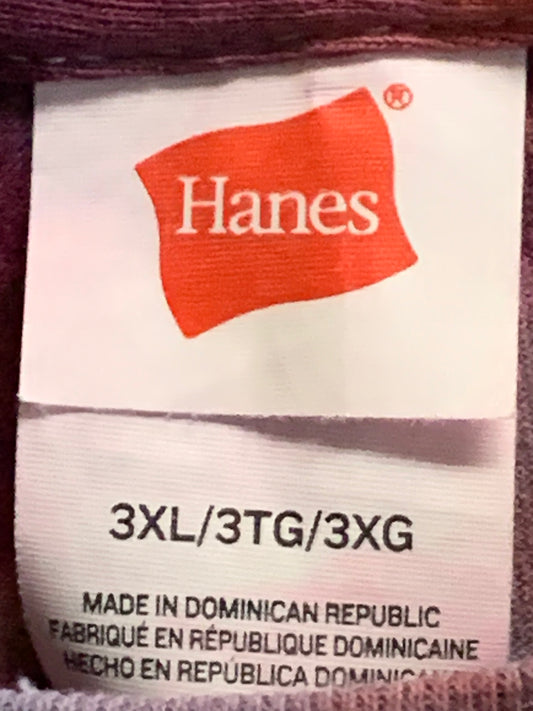 ®
Hanes
3XL/3TG/3XG
MADE IN DOMINICAN REPUBLIC
FABRIQUÉ EN RÉPUBLIQUE DOMINICAINE
HECHO EN REPÚBLICA